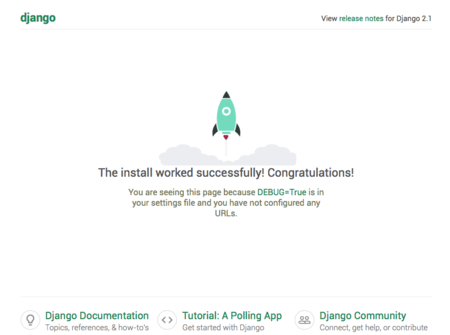 django
View release notes for Django 2.1
The install worked successfully! Congratulations!
You are seeing this page because DEBUG=True is in
your settings file and you have not configured any
URLs.
Django Documentation
Topics, references, & how-to's
Tutorial: A Polling App
Get started with Django
Django Community
Connect, get help, or contribute